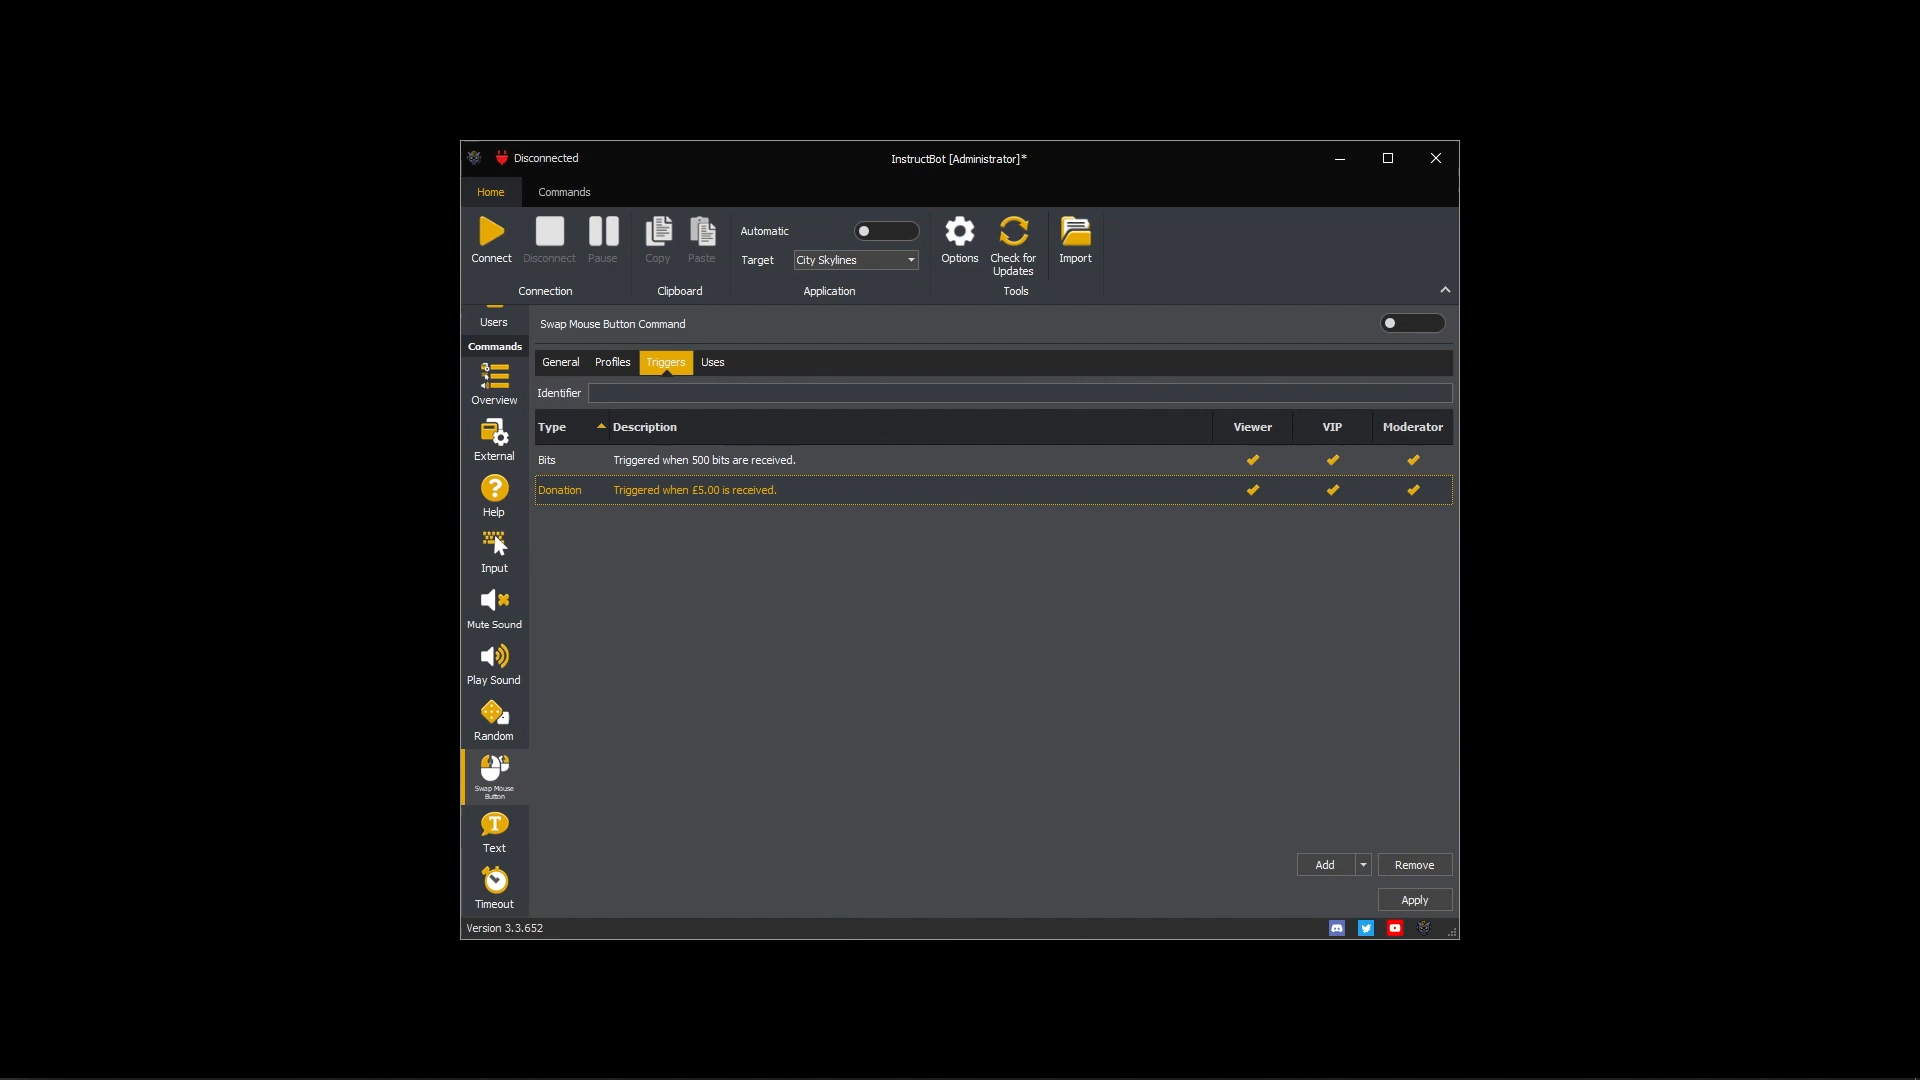 Disconnected
InstructBot [Administrator]*
Home Commands
Connect Disconnect Pause Copy Paste
Automatic
Target City Skylines
Options Check for Updates Import
Connection Clipboard Application Tools
Users
Commands
Overview
External
Help
Input
Mute Sound
Play Sound
Random
Swap Mouse
Button
Text
Timeout
Swap Mouse Button Command
General Profiles Triggers Uses
Identifier
Type Description Viewer VIP Moderator
Bits Triggered when 500 bits are received.
Donation Triggered when £5.00 is received.
Add Remove
Apply
Version 3.3.652